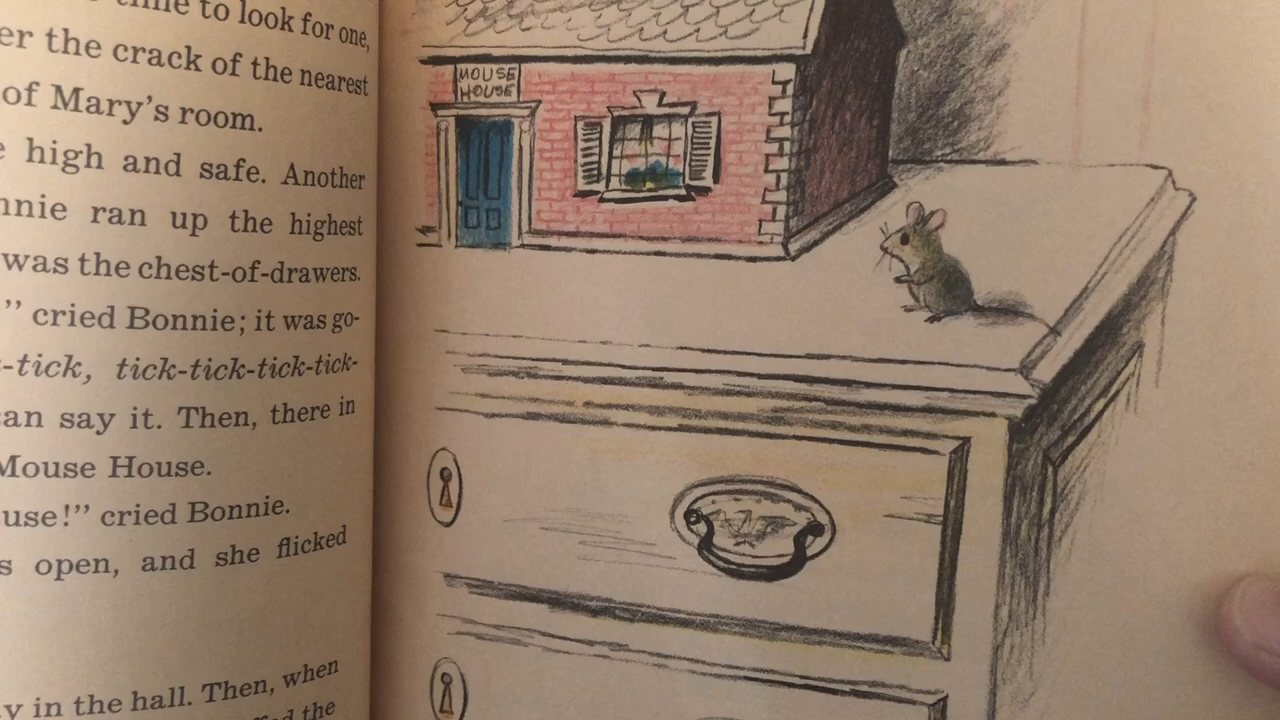 time to look for one,
er the crack of the nearest
of Mary's room.
high and safe. Another
nnie ran up the highest
was the chest-of-drawers.
" cried Bonnie; it was go-
-tick, tick-tick-tick-tick-
an say it. Then, there in
Mouse House.
use!" cried Bonnie.
s open, and she flicked
y in the hall. Then, when
the
MOUSE
HOUSE